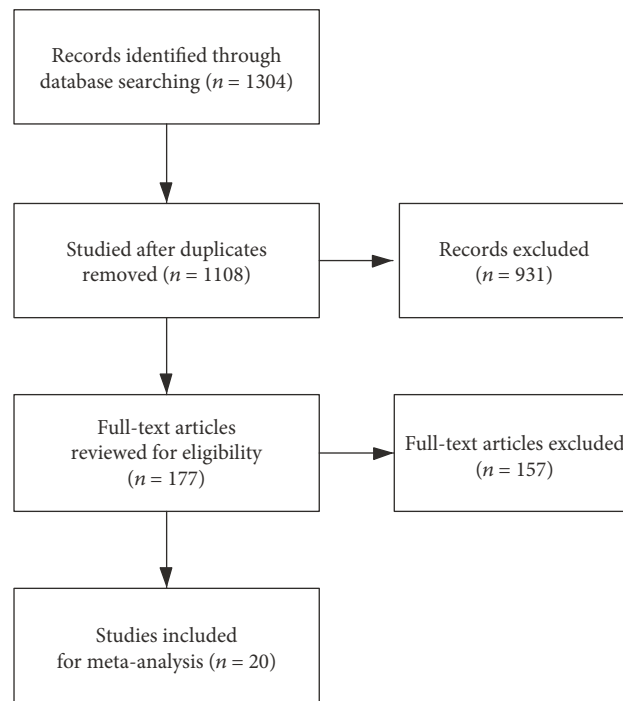 Records identified through
database searching (n = 1304)
Studied after duplicates
removed (n = 1108)
Records excluded
(n = 931)
Full-text articles
reviewed for eligibility
(n = 177)
Full-text articles excluded
(n = 157)
Studies included
for meta-analysis (n = 20)